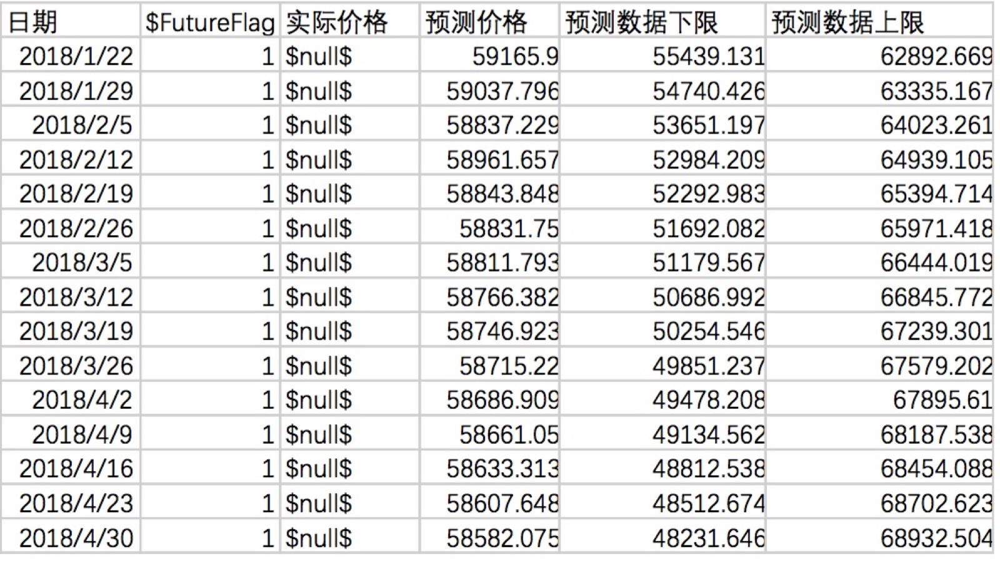 日期 $FutureFlag 实际价格 预测价格 预测数据下限 预测数据上限
2018/1/22 1 $null$ 59165.9 55439.131 62892.669
2018/1/29 1 $null$ 59037.796 54740.426 63335.167
2018/2/5 1 $null$ 58837.229 53651.197 64023.261
2018/2/12 1 $null$ 58961.657 52984.209 64939.105
2018/2/19 1 $null$ 58843.848 52292.983 65394.714
2018/2/26 1 $null$ 58831.75 51692.082 65971.418
2018/3/5 1 $null$ 58811.793 51179.567 66444.019
2018/3/12 1 $null$ 58766.382 50686.992 66845.772
2018/3/19 1 $null$ 58746.923 50254.546 67239.301
2018/3/26 1 $null$ 58715.22 49851.237 67579.202
2018/4/2 1 $null$ 58686.909 49478.208 67895.61
2018/4/9 1 $null$ 58661.05 49134.562 68187.538
2018/4/16 1 $null$ 58633.313 48812.538 68454.088
2018/4/23 1 $null$ 58607.648 48512.674 68702.623
2018/4/30 1 $null$ 58582.075 48231.646 68932.504